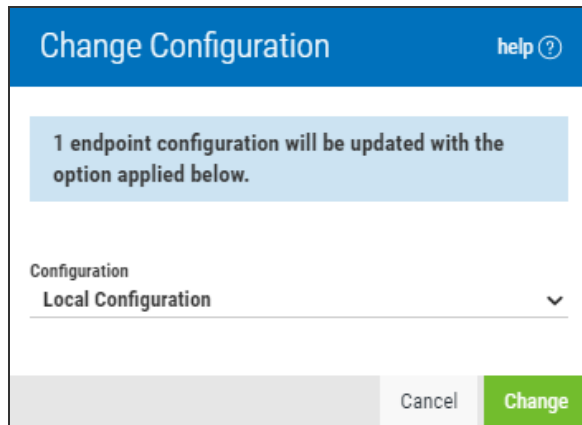 Change Configuration
help ?
1 endpoint configuration will be updated with the
option applied below.
Configuration
Local Configuration
Cancel
Change